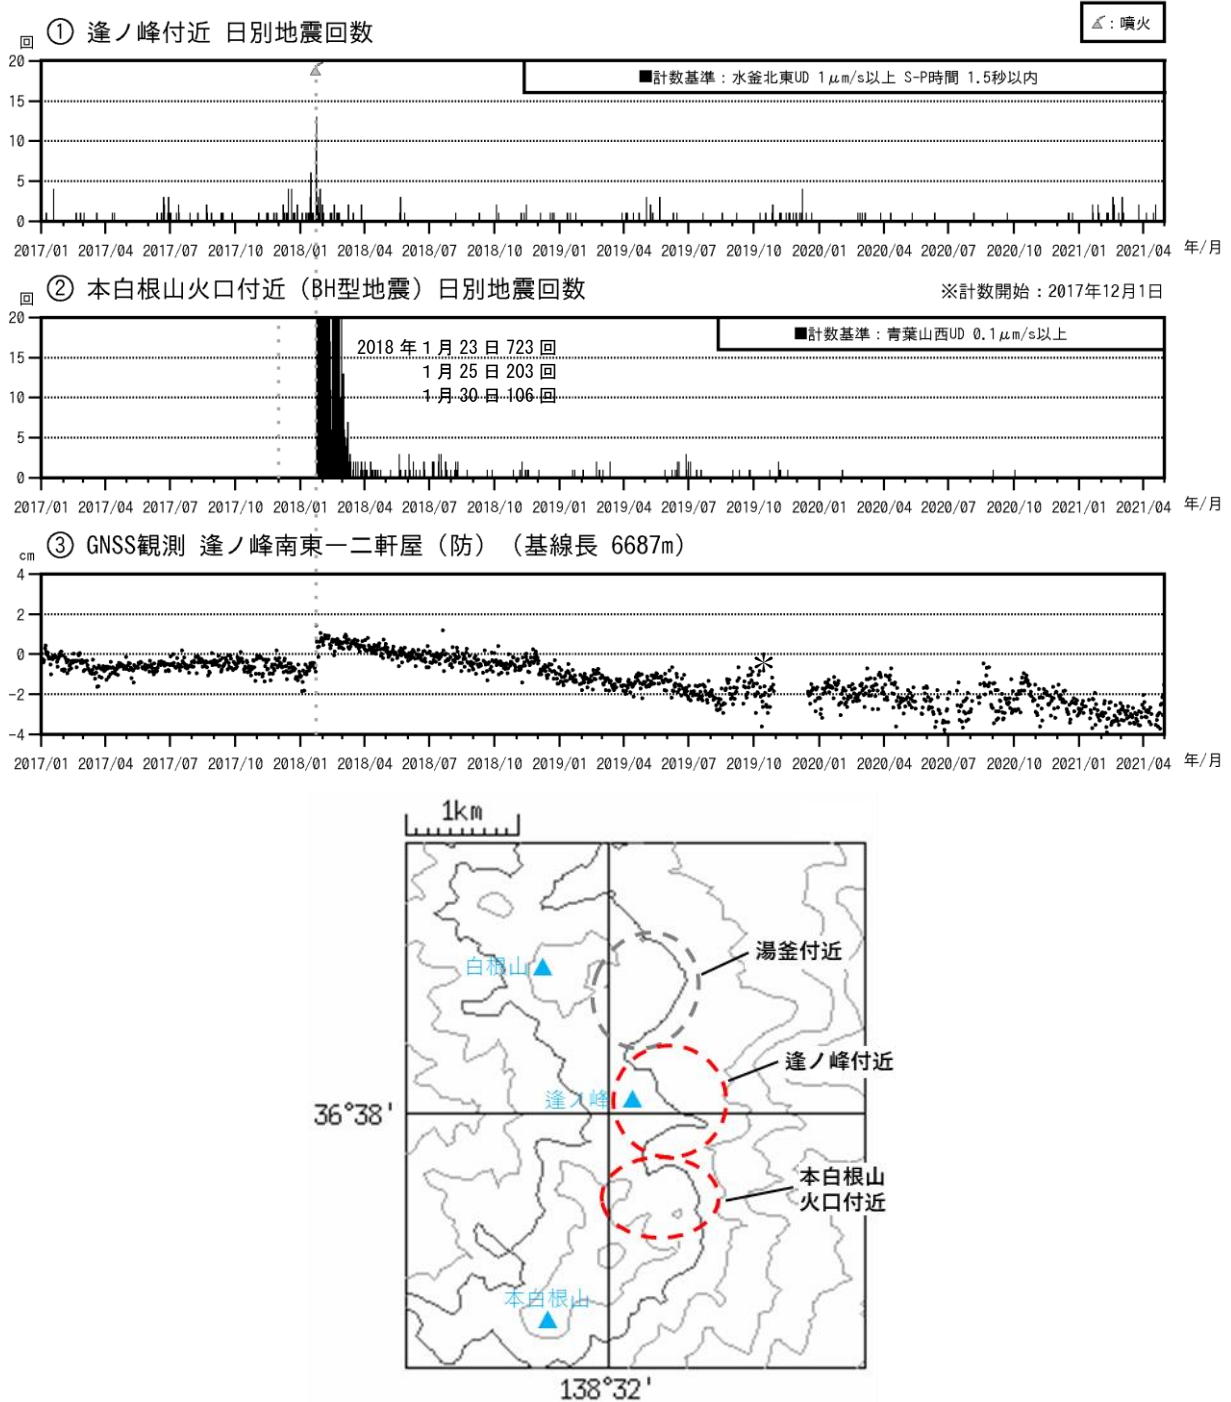 ① 逢ノ峰付近 日別地震回数
：噴火
回
■計数基準：水釜北東UD 1μm/s以上 S-P時間 1.5秒以内
20
15
10
5
0
2017/01 2017/04 2017/07 2017/10 2018/01 2018/04 2018/07 2018/10 2019/01 2019/04 2019/07 2019/10 2020/01 2020/04 2020/07 2020/10 2021/01 2021/04 年/月
② 本白根山火口付近（BH型地震）日別地震回数
※計数開始：2017年12月1日
回
■計数基準：青葉山西UD 0.1μm/s以上
2018年1月23日723回
1月25日203回
1月30日106回
20
15
10
5
0
2017/01 2017/04 2017/07 2017/10 2018/01 2018/04 2018/07 2018/10 2019/01 2019/04 2019/07 2019/10 2020/01 2020/04 2020/07 2020/10 2021/01 2021/04 年/月
③ GNSS観測 逢ノ峰南東－二軒屋（防）（基線長 6687m）
cm
4
2
0
-2
-4
＊
2017/01 2017/04 2017/07 2017/10 2018/01 2018/04 2018/07 2018/10 2019/01 2019/04 2019/07 2019/10 2020/01 2020/04 2020/07 2020/10 2021/01 2021/04 年/月
1km
湯釜付近
白根山
逢ノ峰付近
逢ノ峰
36°38'
本白根山
火口付近
本白根山
138°32'